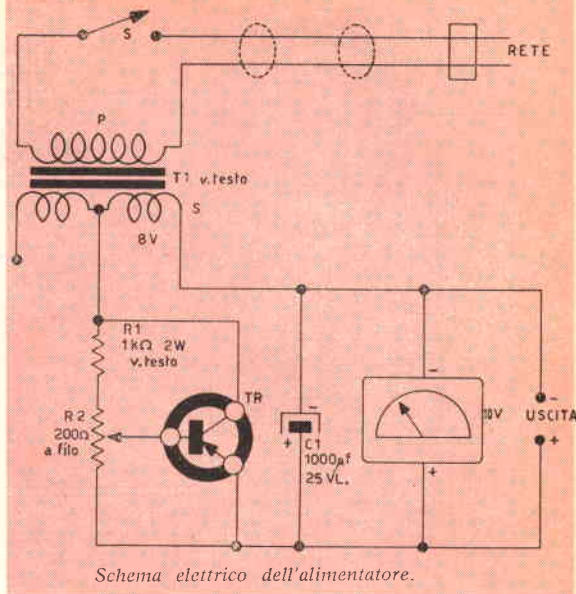 S
RETE
P
T1 v.testo
S
8V
R1
1kΩ 2W
v.testo
TR
R2
200Ω
a filo
-
+
C1
1000µf
25 VL.
-
10V
+
-
USCITA
+
Schema elettrico dell'alimentatore.